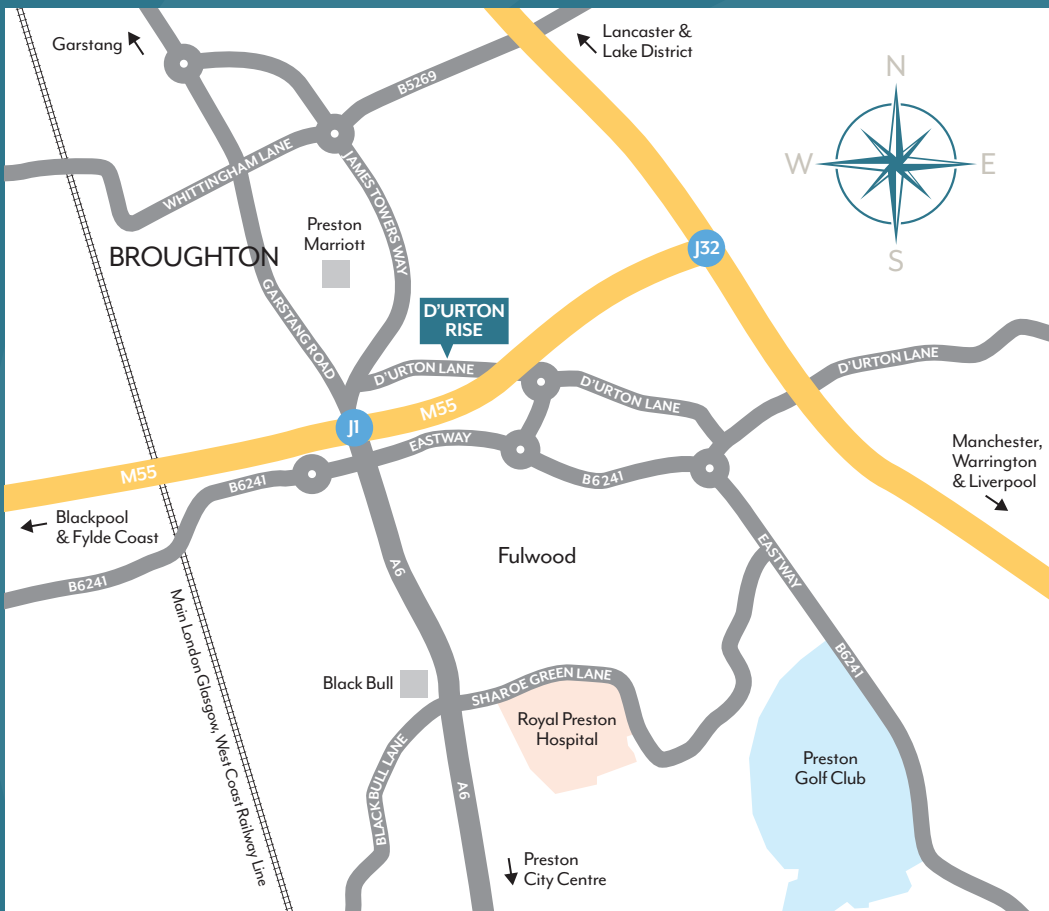 Garstang
Lancaster &
Lake District
B5269
N
W
E
S
WHITTINGHAM LANE
JAMES TOWERS WAY
Preston
Marriott
BROUGHTON
GARSTANG ROAD
J32
D'URTON
RISE
D'URTON LANE
D'URTON LANE
D'URTON LANE
J1
M55
M55
EASTWAY
B6241
B6241
Manchester,
Warrington
& Liverpool
Blackpool
& Fylde Coast
B6241
Fulwood
A6
EASTWAY
B6241
Main London Glasgow, West Coast Railway Line
Black Bull
SHAROE GREEN LANE
Royal Preston
Hospital
BLACK BULL LANE
A6
Preston
Golf Club
Preston
City Centre